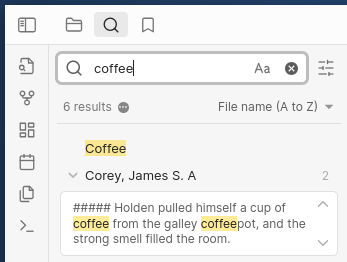 coffee Aa
6 results File name (A to Z)
Coffee
Corey, James S. A 2
##### Holden pulled himself a cup of
coffee from the galley coffeepot, and the
strong smell filled the room.